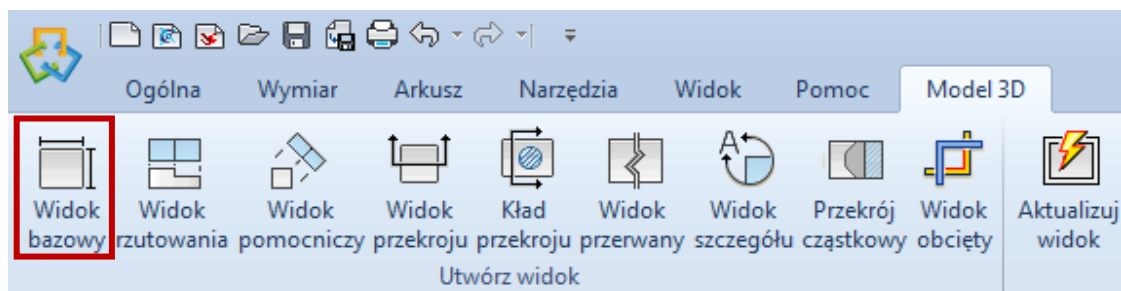 Ogólna Wymiar Arkusz Narzędzia Widok Pomoc Model 3D
A
Widok Widok Widok Widok Kład Widok Widok Przekrój Widok Aktualizuj
bazowy rzutowania pomocniczy przekroju przekroju przerwany szczegółu cząstkowy obcięty widok
Utwórz widok